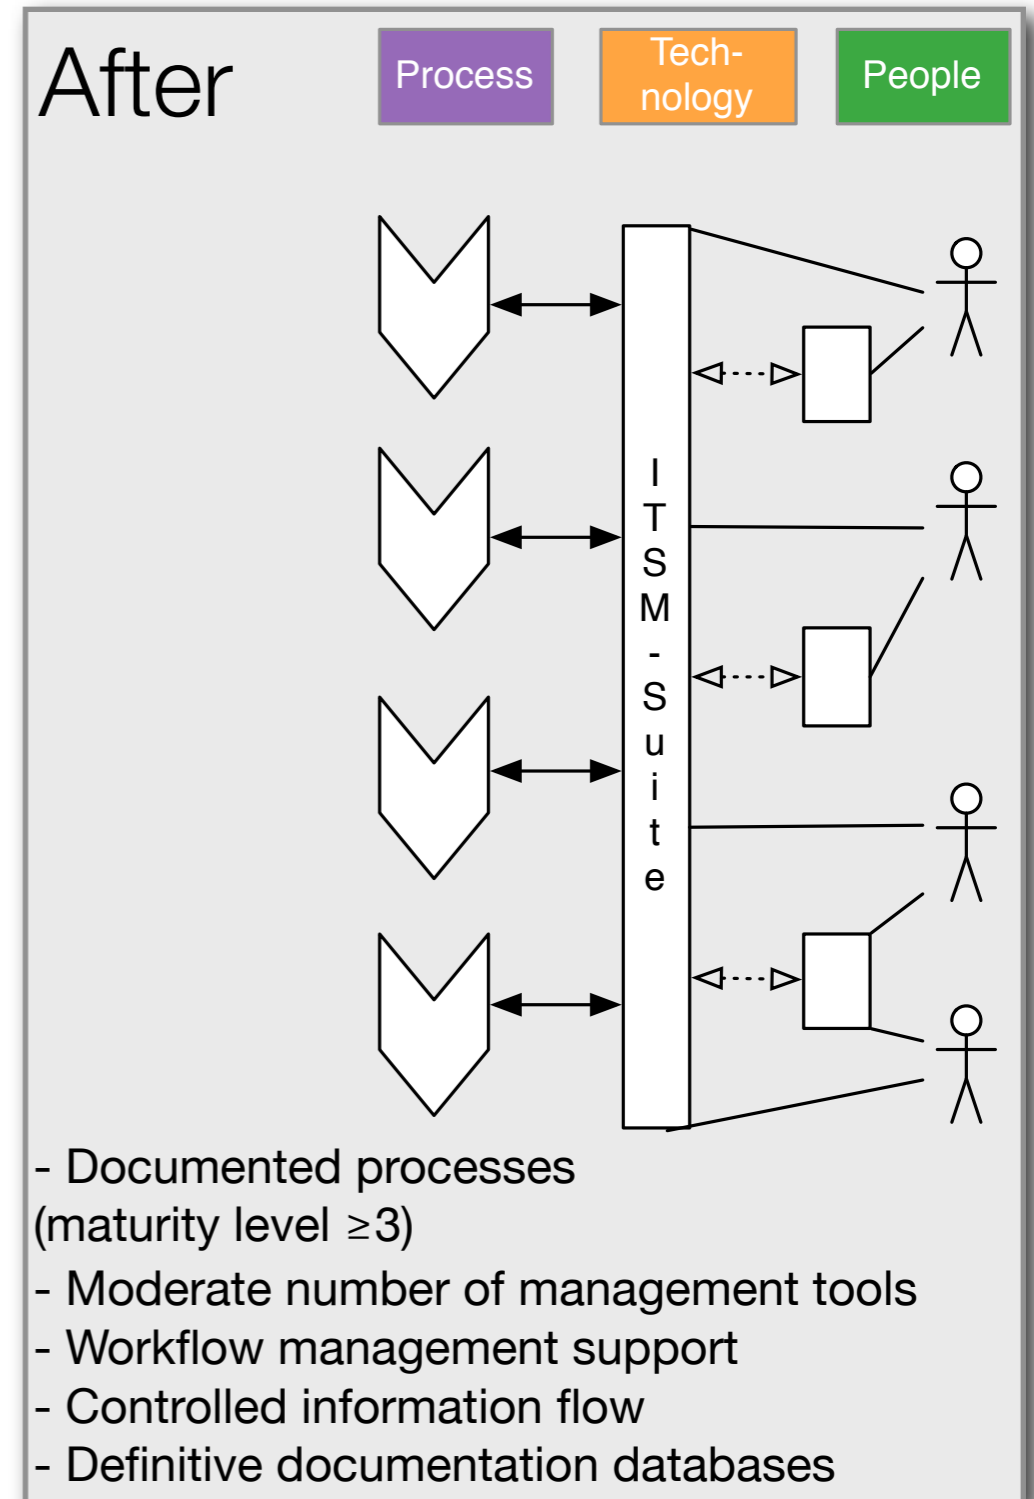 After
Process
Tech-
nology
People
I
T
S
M
-
S
u
i
t
e
- Documented processes
(maturity level ≥3)
- Moderate number of management tools
- Workflow management support
- Controlled information flow
- Definitive documentation databases